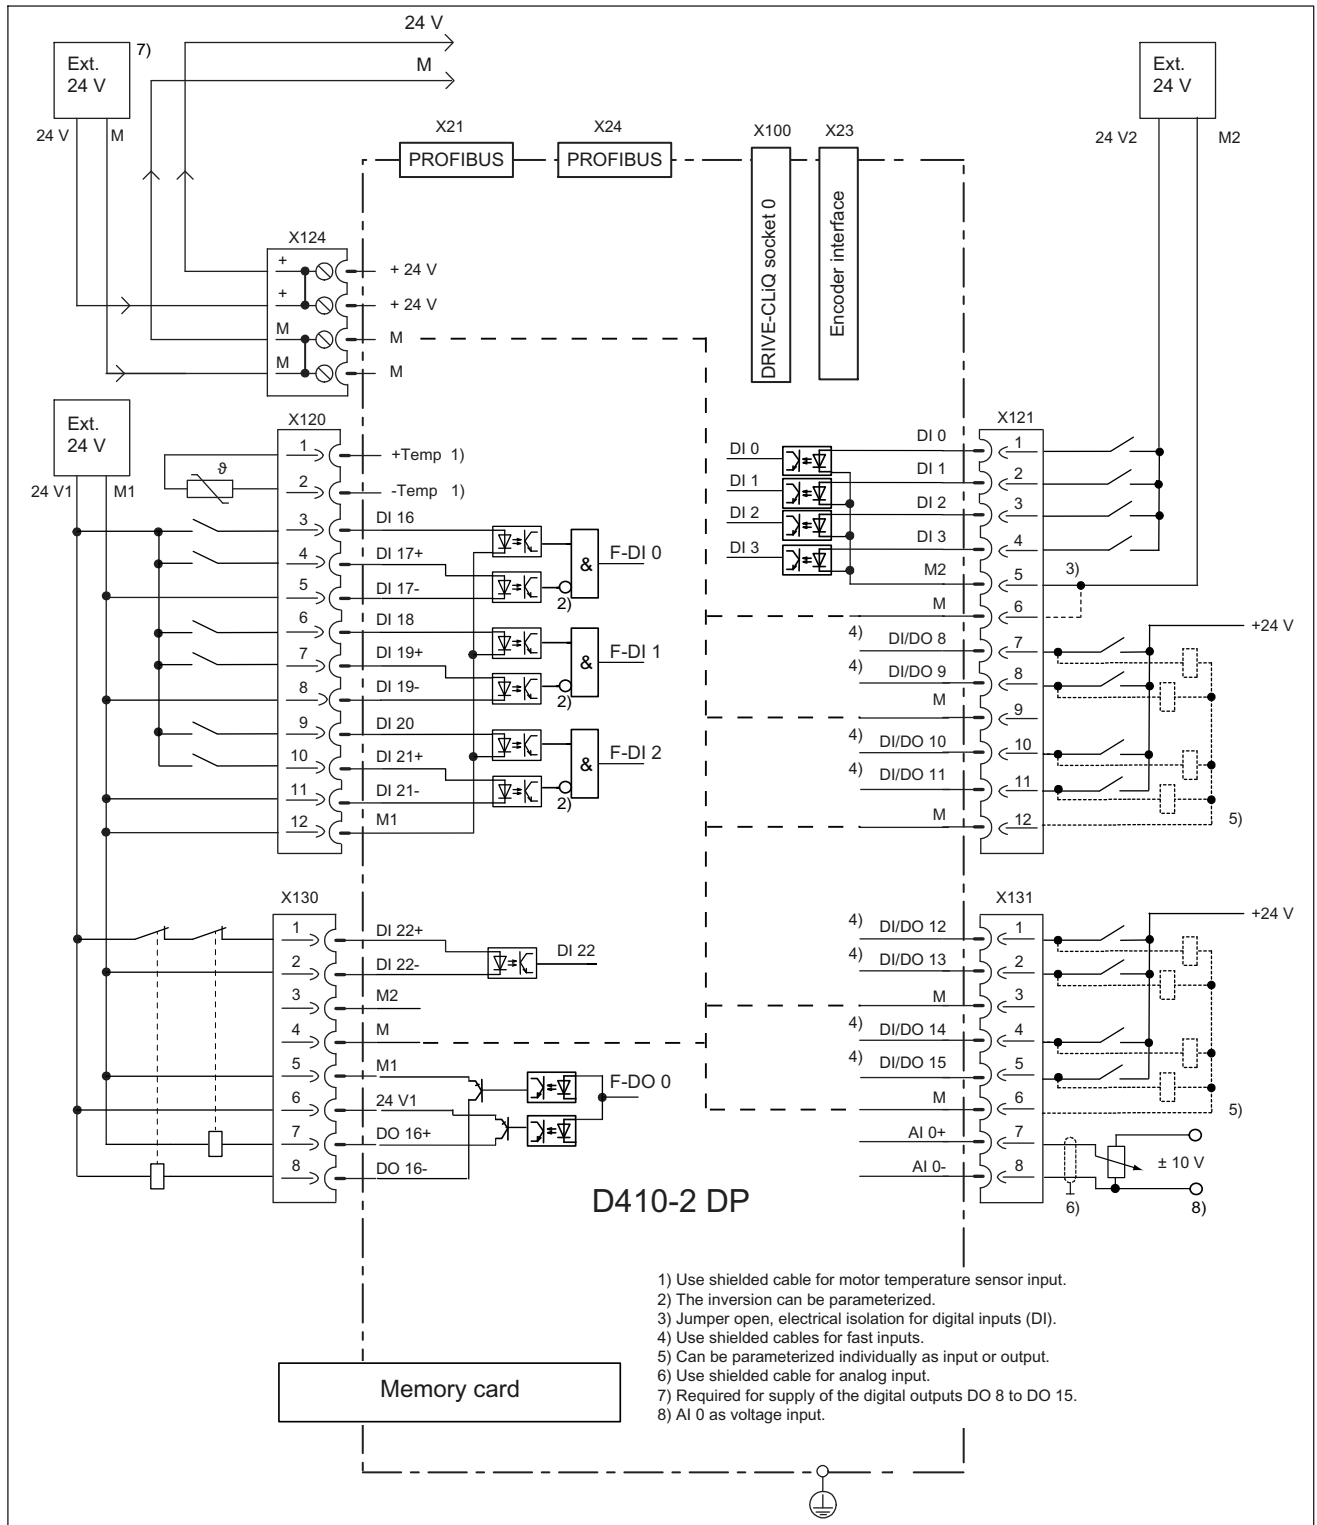 24 V
M
Ext.
24 V
7)
24 V
M
Ext.
24 V
24 V2
M2
X21
PROFIBUS
X24
PROFIBUS
X100
DRIVE-CLiQ socket 0
X23
Encoder interface
X124
+
+ 24 V
+
+ 24 V
M
M
M
M
Ext.
24 V
24 V1
M1
X120
ϑ
1
+Temp 1)
2
-Temp 1)
3
DI 16
4
DI 17+
5
DI 17-
6
DI 18
7
DI 19+
8
DI 19-
9
DI 20
10
DI 21+
11
DI 21-
12
M1
&
F-DI 0
2)
&
F-DI 1
2)
&
F-DI 2
2)
X121
DI 0
DI 0
1
DI 1
DI 1
2
DI 2
DI 2
3
DI 3
DI 3
4
M2
5
3)
M
6
+24 V
4)
DI/DO 8
7
4)
DI/DO 9
8
M
9
4)
DI/DO 10
10
4)
DI/DO 11
11
M
12
5)
X130
1
DI 22+
DI 22
2
DI 22-
3
M2
4
M
5
M1
F-DO 0
6
24 V1
7
DO 16+
8
DO 16-
X131
+24 V
4)
DI/DO 12
1
4)
DI/DO 13
2
M
3
4)
DI/DO 14
4
4)
DI/DO 15
5
M
6
5)
AI 0+
7
± 10 V
AI 0-
8
6)
8)
D410-2 DP
1) Use shielded cable for motor temperature sensor input.
2) The inversion can be parameterized.
3) Jumper open, electrical isolation for digital inputs (DI).
4) Use shielded cables for fast inputs.
5) Can be parameterized individually as input or output.
6) Use shielded cable for analog input.
7) Required for supply of the digital outputs DO 8 to DO 15.
8) AI 0 as voltage input.
Memory card